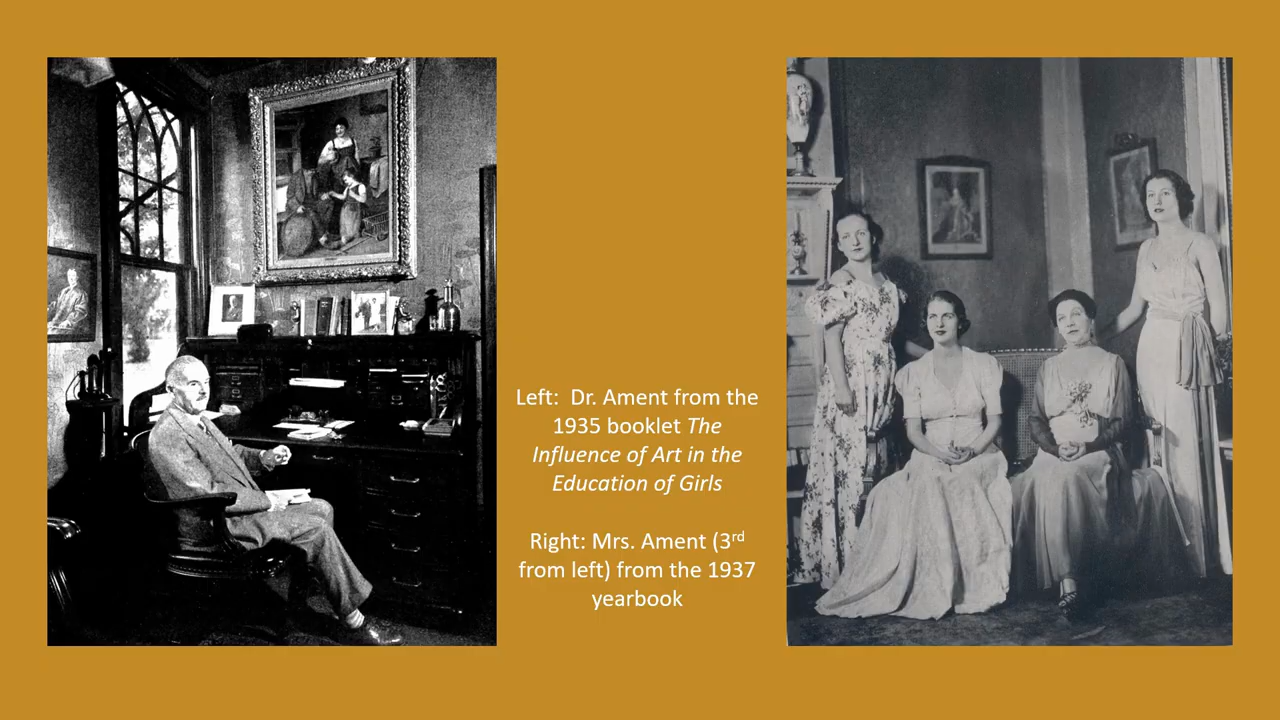 Left:  Dr. Ament from the
1935 booklet The
Influence of Art in the
Education of Girls
Right: Mrs. Ament (3rd
from left) from the 1937
yearbook